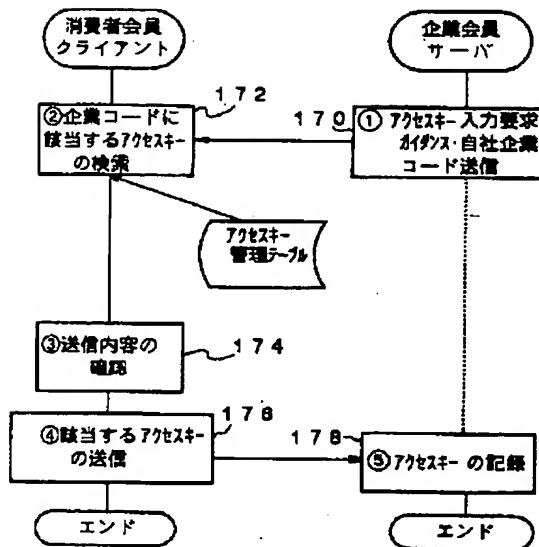 消費者会員
クライアント
企業会員
サーバ
172
②企業コードに
該当するアクセスキー
の検索
170
① アクセスキー入力要求
ガイダンス・自社企業
コード送信
アクセスキー
管理テーブル
③送信内容の
確認
174
176
④該当するアクセスキー
の送信
178
⑤アクセスキー の記録
エンド
エンド